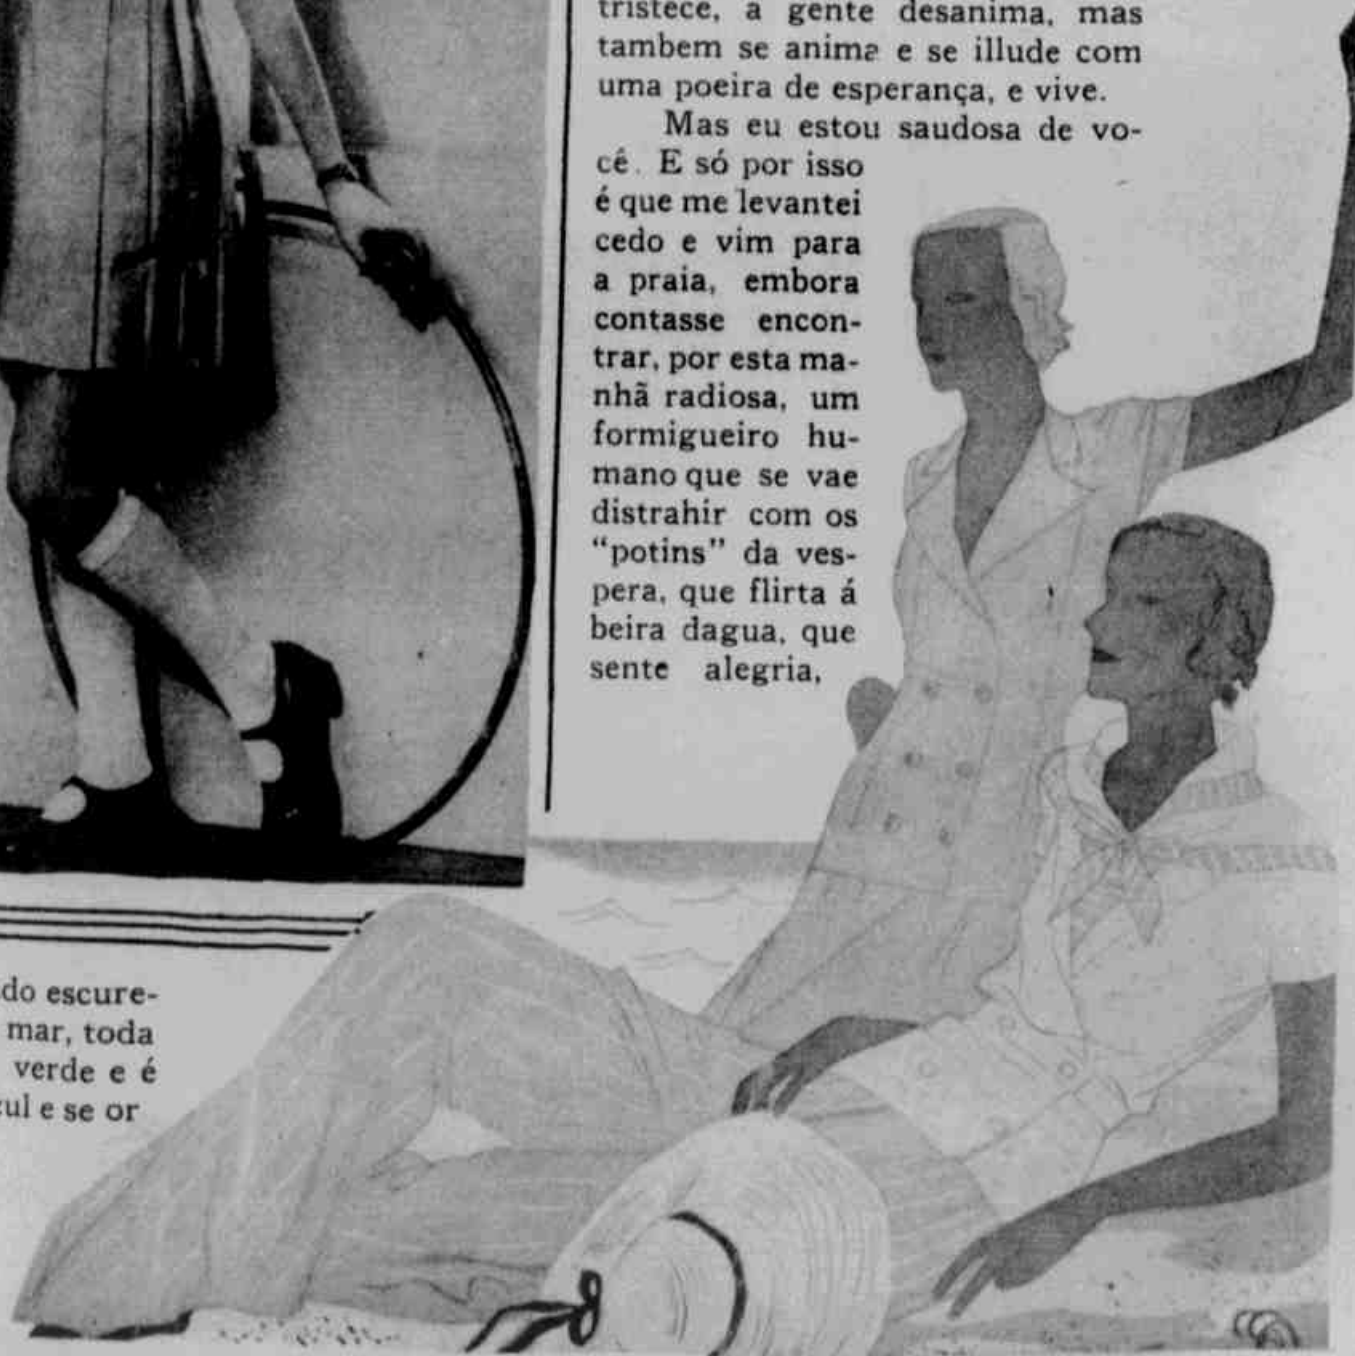 tristece, a gente desanima, mas
tambem se anima e se illude com
uma poeira de esperança, e vive.
Mas eu estou saudosa de vo-
cê. E só por isso
é que me levantei
cedo e vim para
a praia, embora
contasse encon-
trar, por esta ma-
nhã radiosa, um
formigueiro hu-
mano que se vae
distrahir com os
“potins” da ves-
pera, que flirta á
beira dagua, que
sente alegria,
do escure-
mar, toda
verde e é
ul e se or